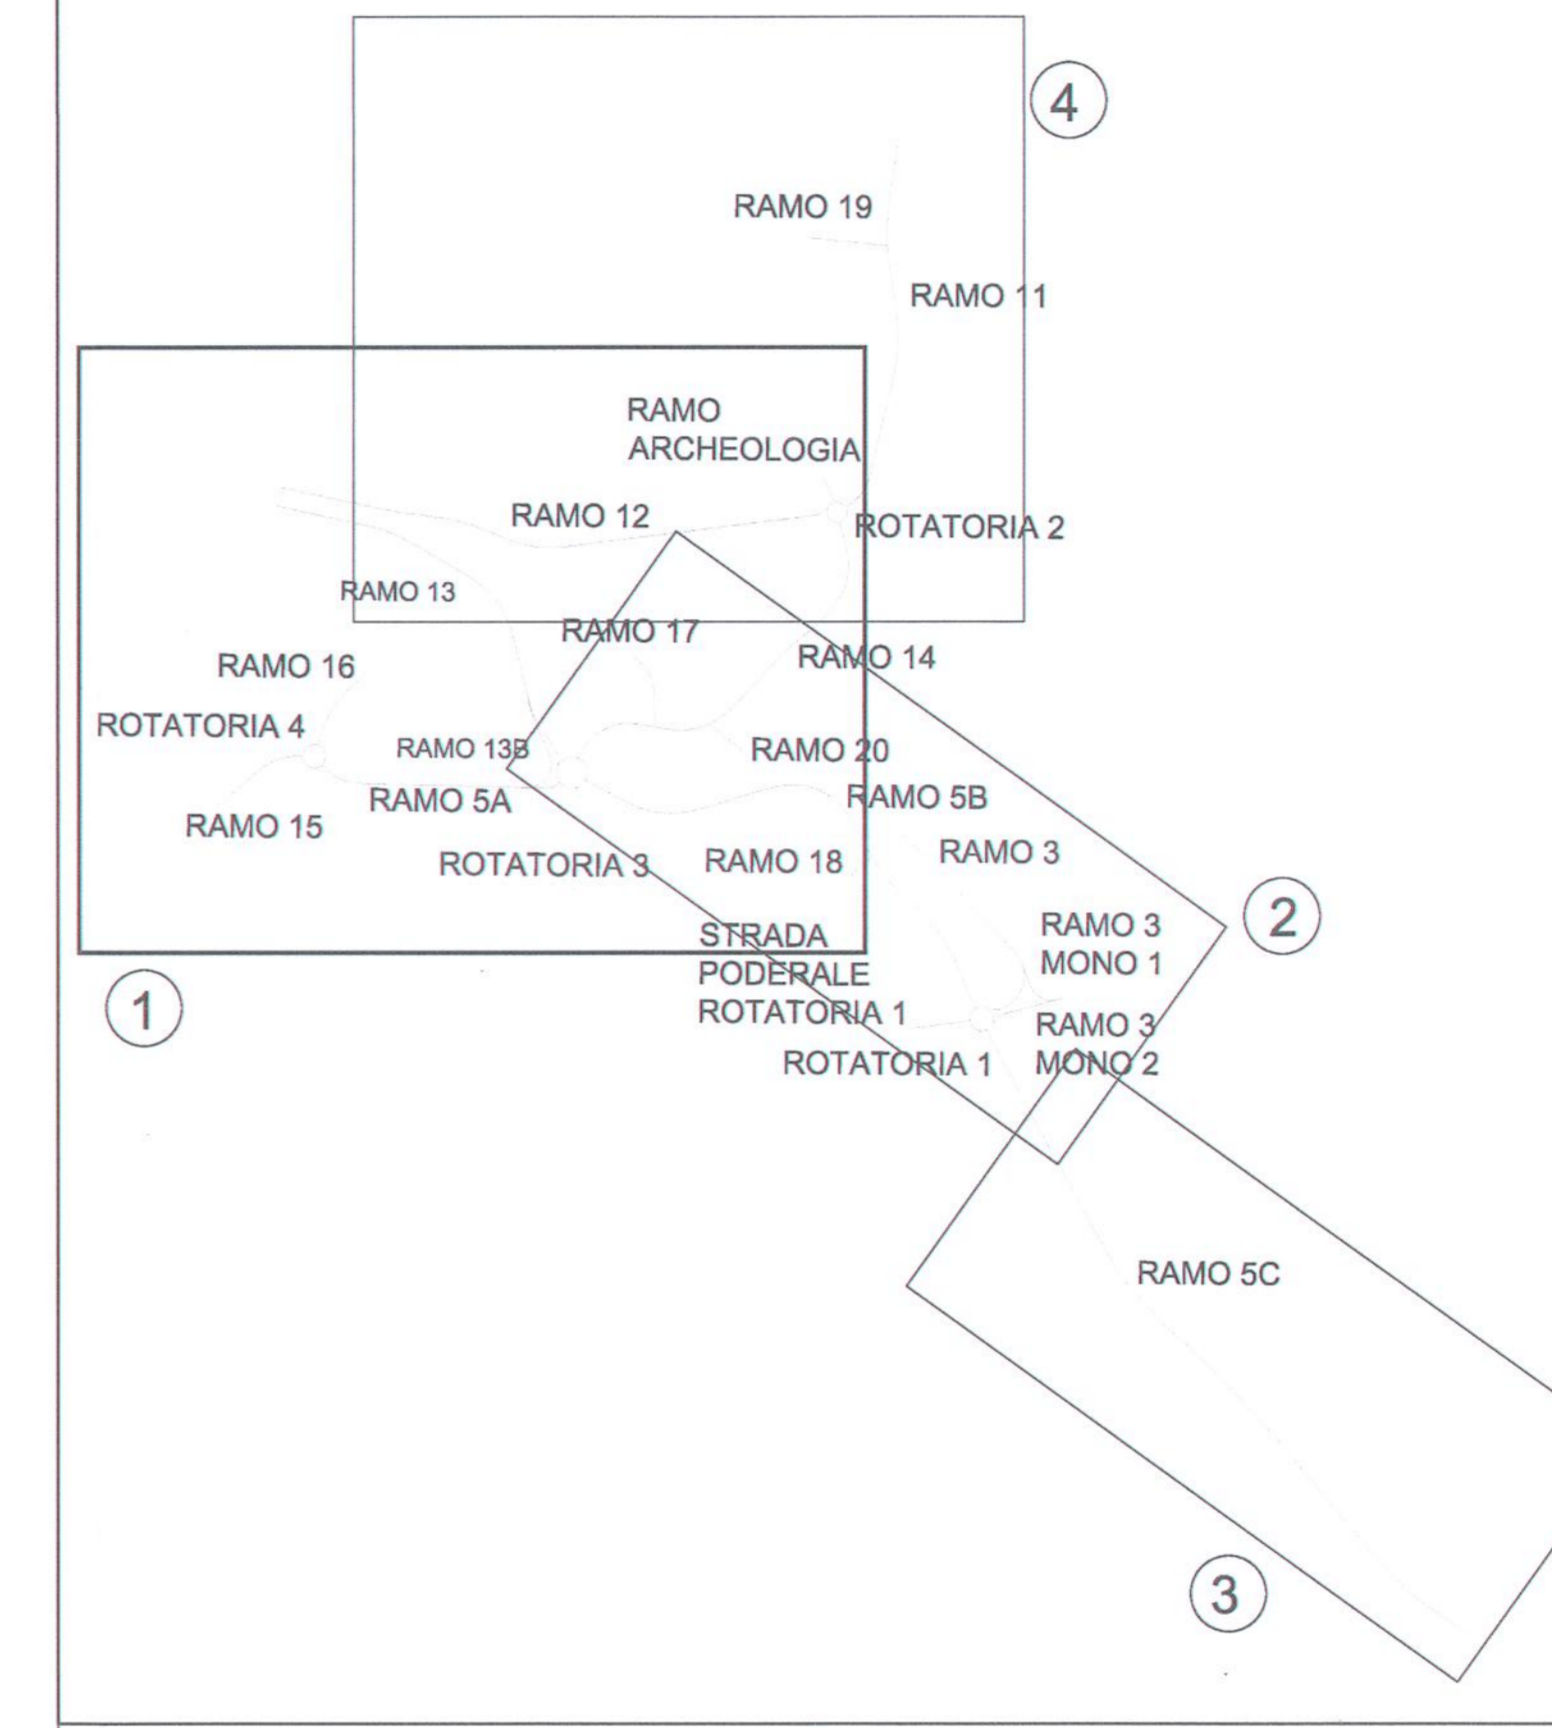 4
RAMO 19
RAMO 11
RAMO
ARCHEOLOGIA
RAMO 12
ROTATORIA 2
RAMO 13
RAMO 17
RAMO 14
RAMO 16
ROTATORIA 4
RAMO 13B
RAMO 20
RAMO 5A
RAMO 5B
RAMO 15
RAMO 3
ROTATORIA 3
RAMO 18
2
RAMO 3
MONO 1
STRADA
PODERALE
ROTATORIA 1
1
RAMO 3
MONO 2
ROTATORIA 1
RAMO 5C
3